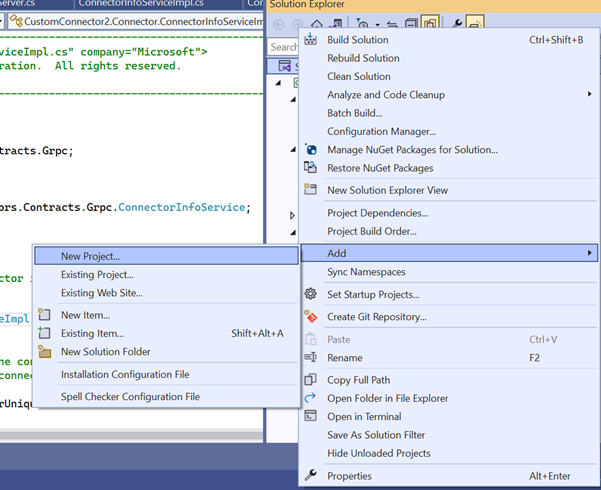 Server.cs
ConnectorInfoServiceImpl.cs
Co
Solution Explorer
CustomConnector2.Connector.ConnectorInfoServiceIm
Search
viceImpl.cs" company="Microsoft">
ration.  All rights reserved.
tracts.Grpc;
ors.Contracts.Grpc.ConnectorInfoService;
ctor i
eImpl
he co
connec
rUniqu
Build Solution Ctrl+Shift+B
Rebuild Solution
Clean Solution
Analyze and Code Cleanup
Batch Build...
Configuration Manager...
Manage NuGet Packages for Solution...
Restore NuGet Packages
New Solution Explorer View
Project Dependencies...
Project Build Order...
Add
Sync Namespaces
Set Startup Projects...
Create Git Repository...
Paste Ctrl+V
Rename F2
Copy Full Path
Open Folder in File Explorer
Open in Terminal
Save As Solution Filter
Hide Unloaded Projects
Properties Alt+Enter
New Project...
Existing Project...
Existing Web Site...
New Item...
Existing Item... Shift+Alt+A
New Solution Folder
Installation Configuration File
Spell Checker Configuration File